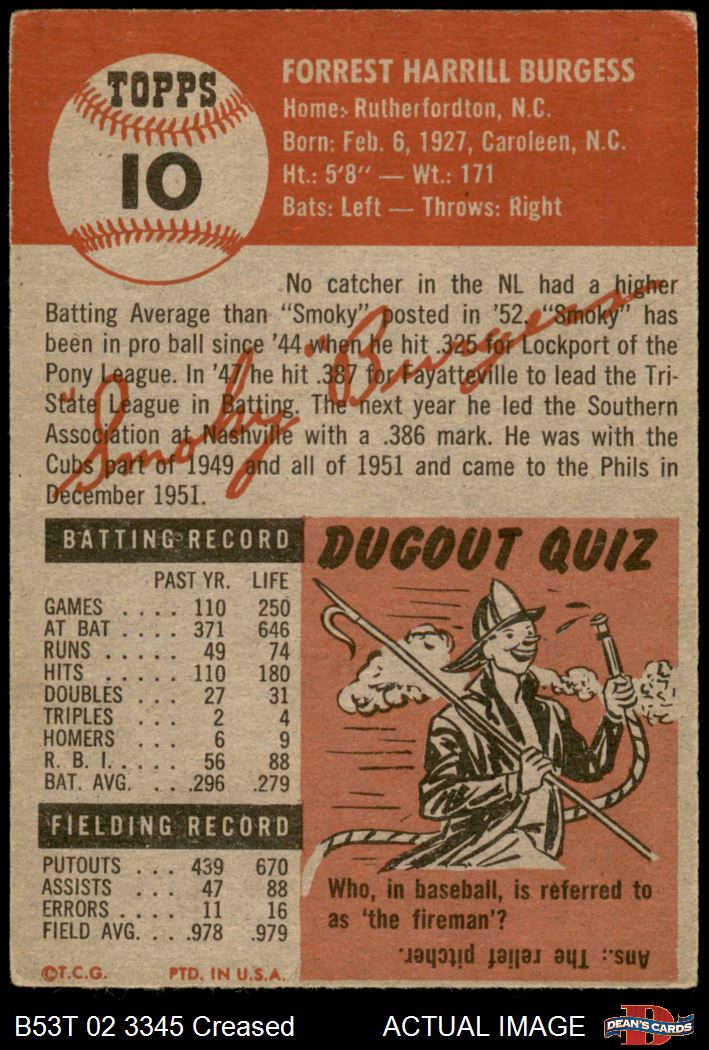 TOPPS
10
FORREST HARRILL BURGESS
Home: Rutherfordton, N.C.
Born: Feb. 6, 1927, Caroleen, N.C.
Ht.: 5'8" — Wt.: 171
Bats: Left — Throws: Right
No catcher in the NL had a higher
Batting Average than "Smoky" posted in '52. "Smoky" has
been in pro ball since '44 when he hit .325 for Lockport of the
Pony League. In '47 he hit .387 for Fayatteville to lead the Tri-
State League in Batting. The next year he led the Southern
Association at Nashville with a .386 mark. He was with the
Cubs part of 1949 and all of 1951 and came to the Phils in
December 1951.
"Smoky" Burgess
BATTING RECORD
PAST YR. LIFE
GAMES . . . . 110 250
AT BAT . . . . 371 646
RUNS . . . . . 49 74
HITS . . . . . 110 180
DOUBLES . . . 27 31
TRIPLES . . . 2 4
HOMERS . . . 6 9
R. B. I. . . . . 56 88
BAT. AVG. . . .296 .279
FIELDING RECORD
PUTOUTS . . . 439 670
ASSISTS . . . 47 88
ERRORS . . . . 11 16
FIELD AVG. . . .978 .979
©T.C.G. PTD. IN U.S.A.
DUGOUT QUIZ
Who, in baseball, is referred to
as 'the fireman'?
Ans.: The relief pitcher.
B53T 02 3345 Creased ACTUAL IMAGE
D
DEAN'S CARDS